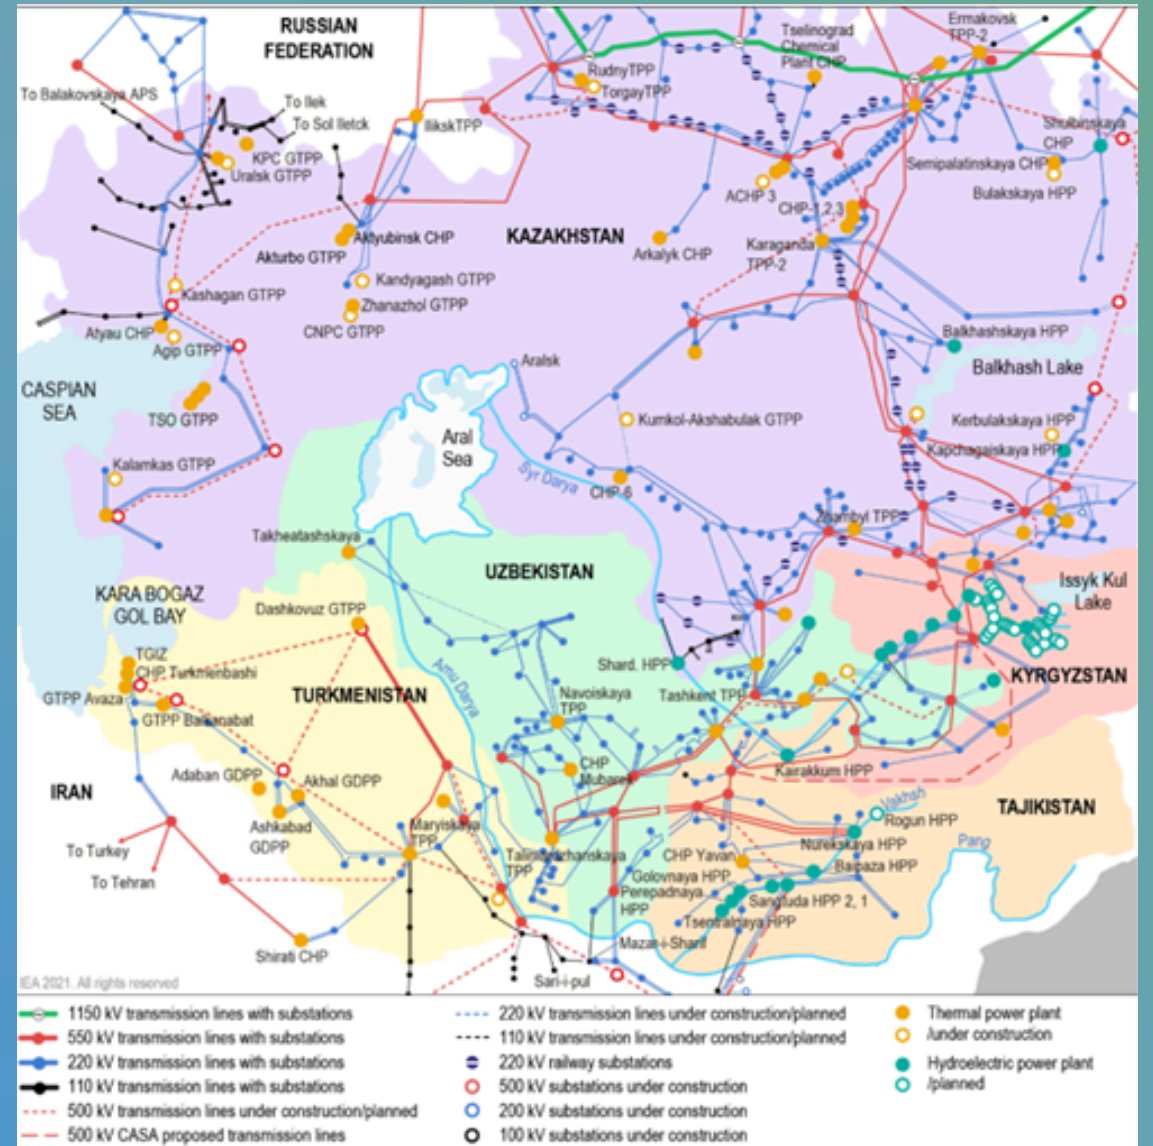 RUSSIAN
FEDERATION
Tselinograd
Chemical
Plant CHP
Ermakovsk
TPP-2
RudnyTPP
TorgayTPP
To Balakovskaya APS
To Ilek
To Sol Iletck
IlikskTPP
KPC GTPP
Uralsk GTPP
Shulbinskaya
CHP
Semipalatinskaya CHP
Bulakskaya HPP
ACHP 3
CHP-1,2,3
KAZAKHSTAN
Aktyubinsk CHP
Akturbo GTPP
Arkalyk CHP
Karaganda
TPP-2
Kandyagash GTPP
Kashagan GTPP
Zhanazhol GTPP
CNPC GTPP
Atyau CHP
Agip GTPP
Balkhashskaya HPP
Balkhash Lake
Aralsk
CASPIAN
SEA
TSO GTPP
Kumkol-Akshabulak GTPP
Kerbulakskaya HPP
Kapchagaiskaya HPP
Aral
Sea
Kalamkas GTPP
Syr Darya
CHP-6
Zhambyl TPP
Takheatashskaya
UZBEKISTAN
Issyk Kul
Lake
KARA BOGAZ
GOL BAY
Dashkovuz GTPP
TGIZ
CHP Turkmenbashi
GTPP Avaza
GTPP Balkanabat
Amu Darya
Shard. HPP
KYRGYZSTAN
TURKMENISTAN
Navoiskaya
TPP
Tashkent TPP
CHP
Mubarek
Kairakkum HPP
IRAN
Adaban GDPP
Akhal GDPP
Ashkabad
GDPP
Maryiskaya
TPP
TAJIKISTAN
Vakhsh
Rogun HPP
Nurekskaya HPP
Pang
To Turkey
To Tehran
TPP
CHP Yavan
Baipaza HPP
Golovnaya HPP
Perepadnaya
HPP
Sangtuda HPP 2, 1
Tsentralnaya HPP
Shirati CHP
Mazar-i-Sharif
Sari-i-pul
IEA 2021. All rights reserved
1150 kV transmission lines with substations
550 kV transmission lines with substations
220 kV transmission lines with substations
110 kV transmission lines with substations
500 kV transmission lines under construction/planned
500 kV CASA proposed transmission lines
220 kV transmission lines under construction/planned
110 kV transmission lines under construction/planned
220 kV railway substations
500 kV substations under construction
200 kV substations under construction
100 kV substations under construction
Thermal power plant
/under construction
Hydroelectric power plant
/planned